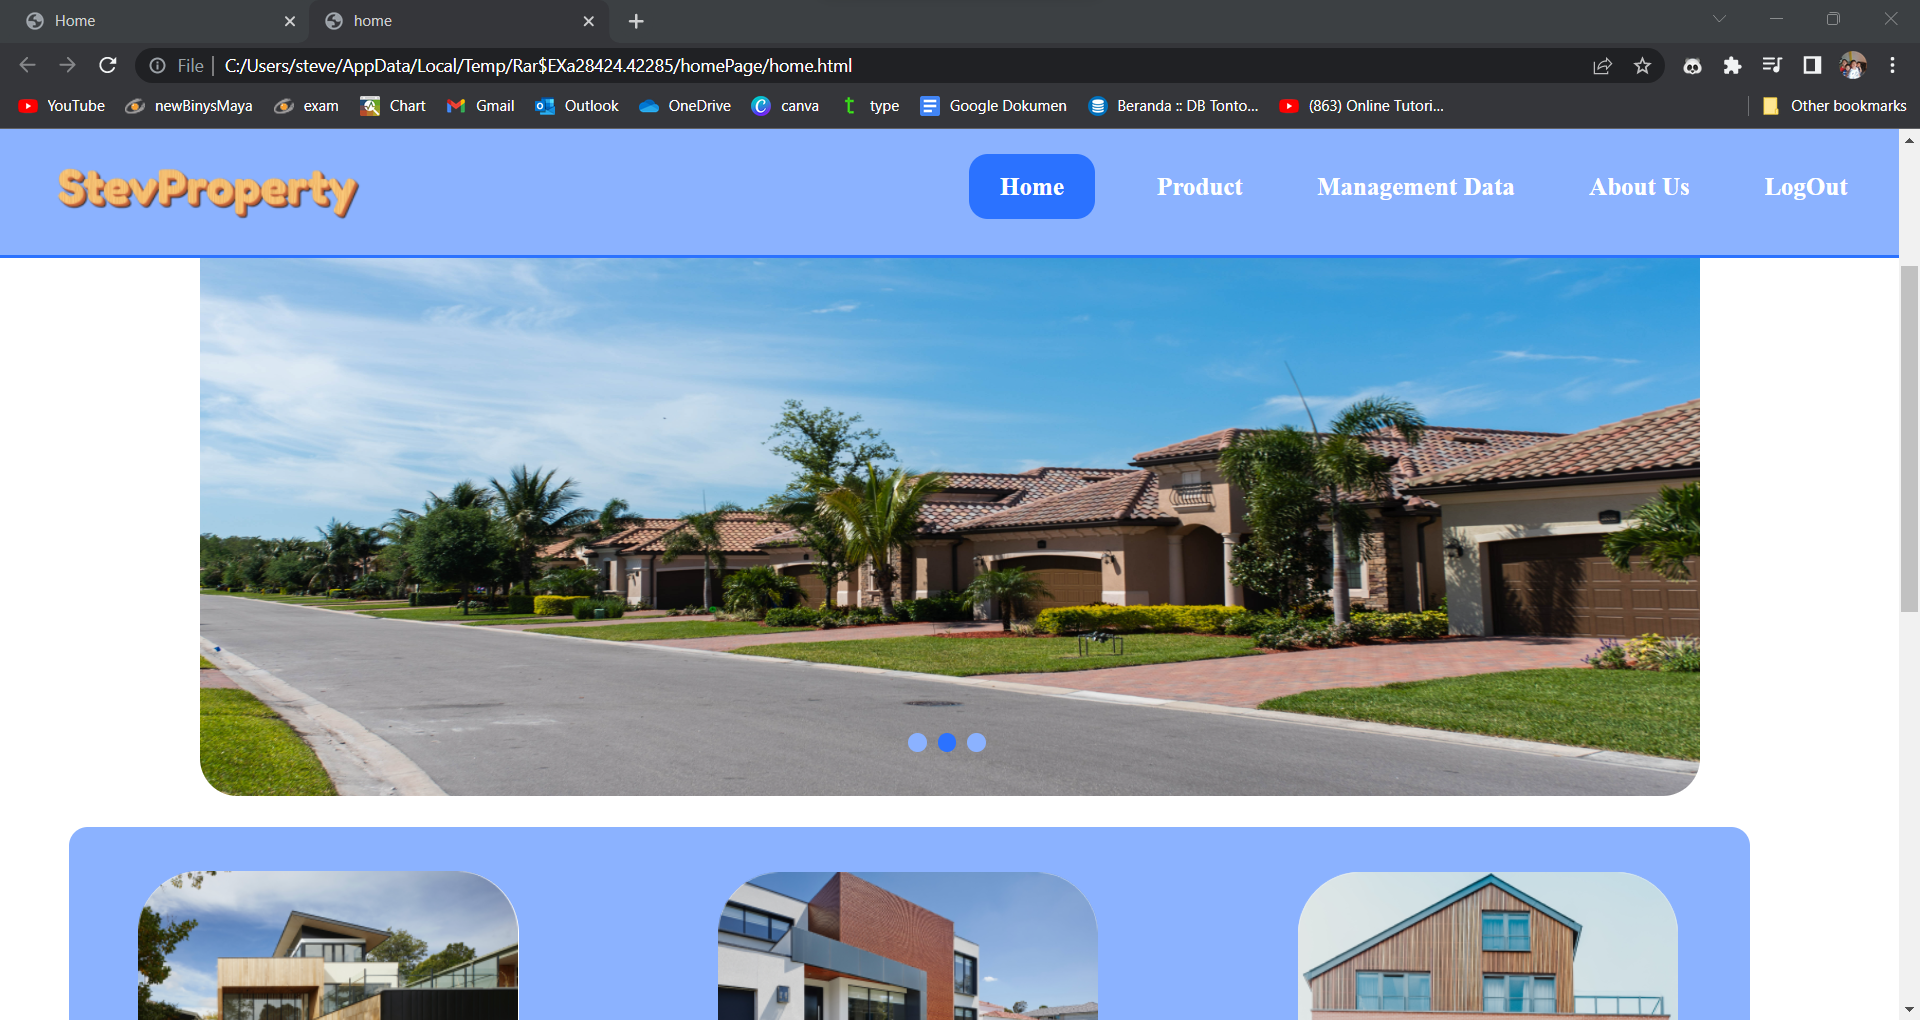 Home
home
File
C:/Users/steve/AppData/Local/Temp/Rar$EXa28424.42285/homePage/home.html
YouTube newBinysMaya exam Chart Gmail Outlook OneDrive canva type Google Dokumen Beranda :: DB Tonto... (863) Online Tutori... Other bookmarks
StevProperty
Home Product Management Data About Us LogOut